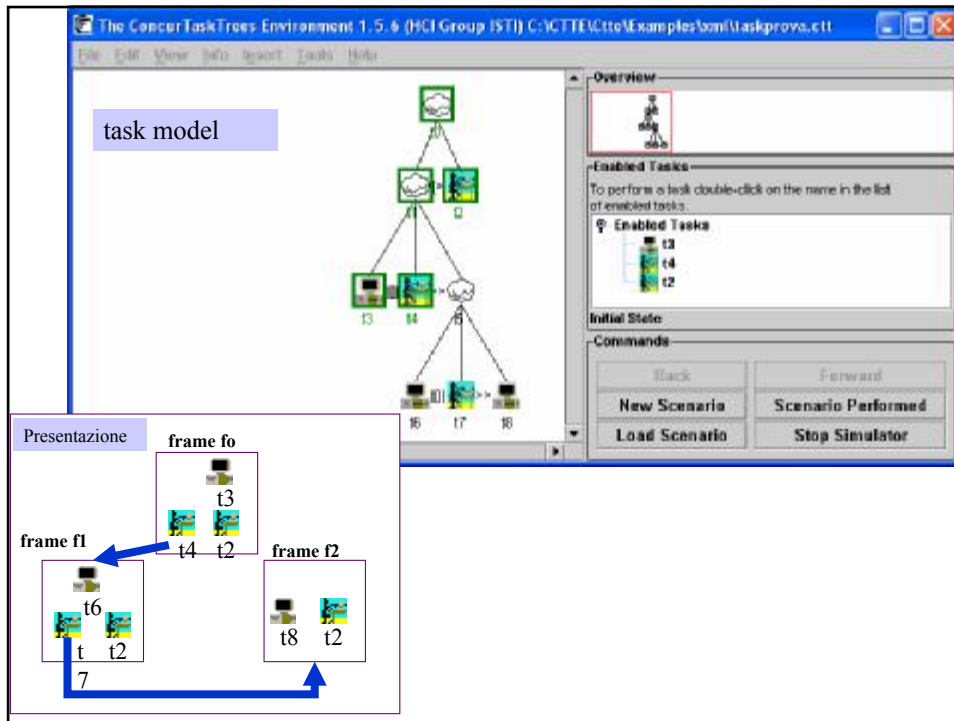 The ConcurTaskTrees Environment 1.5.6 (HCI Group ISTI) C:\CTTE\Ctte\Examples\xml\taskprova.ctt
File Edit View Info Insert Tools Help
task model
t1
t2
t3
t4
t5
t6
t7
t8
Overview
Enabled Tasks
To perform a task double-click on the name in the list
of enabled tasks.
Enabled Tasks
t3
t4
t2
Initial State
Commands
Back
Forward
New Scenario
Scenario Performed
Load Scenario
Stop Simulator
Presentazione
frame fo
t3
t4
t2
frame f1
t6
t
7
t2
frame f2
t8
t2